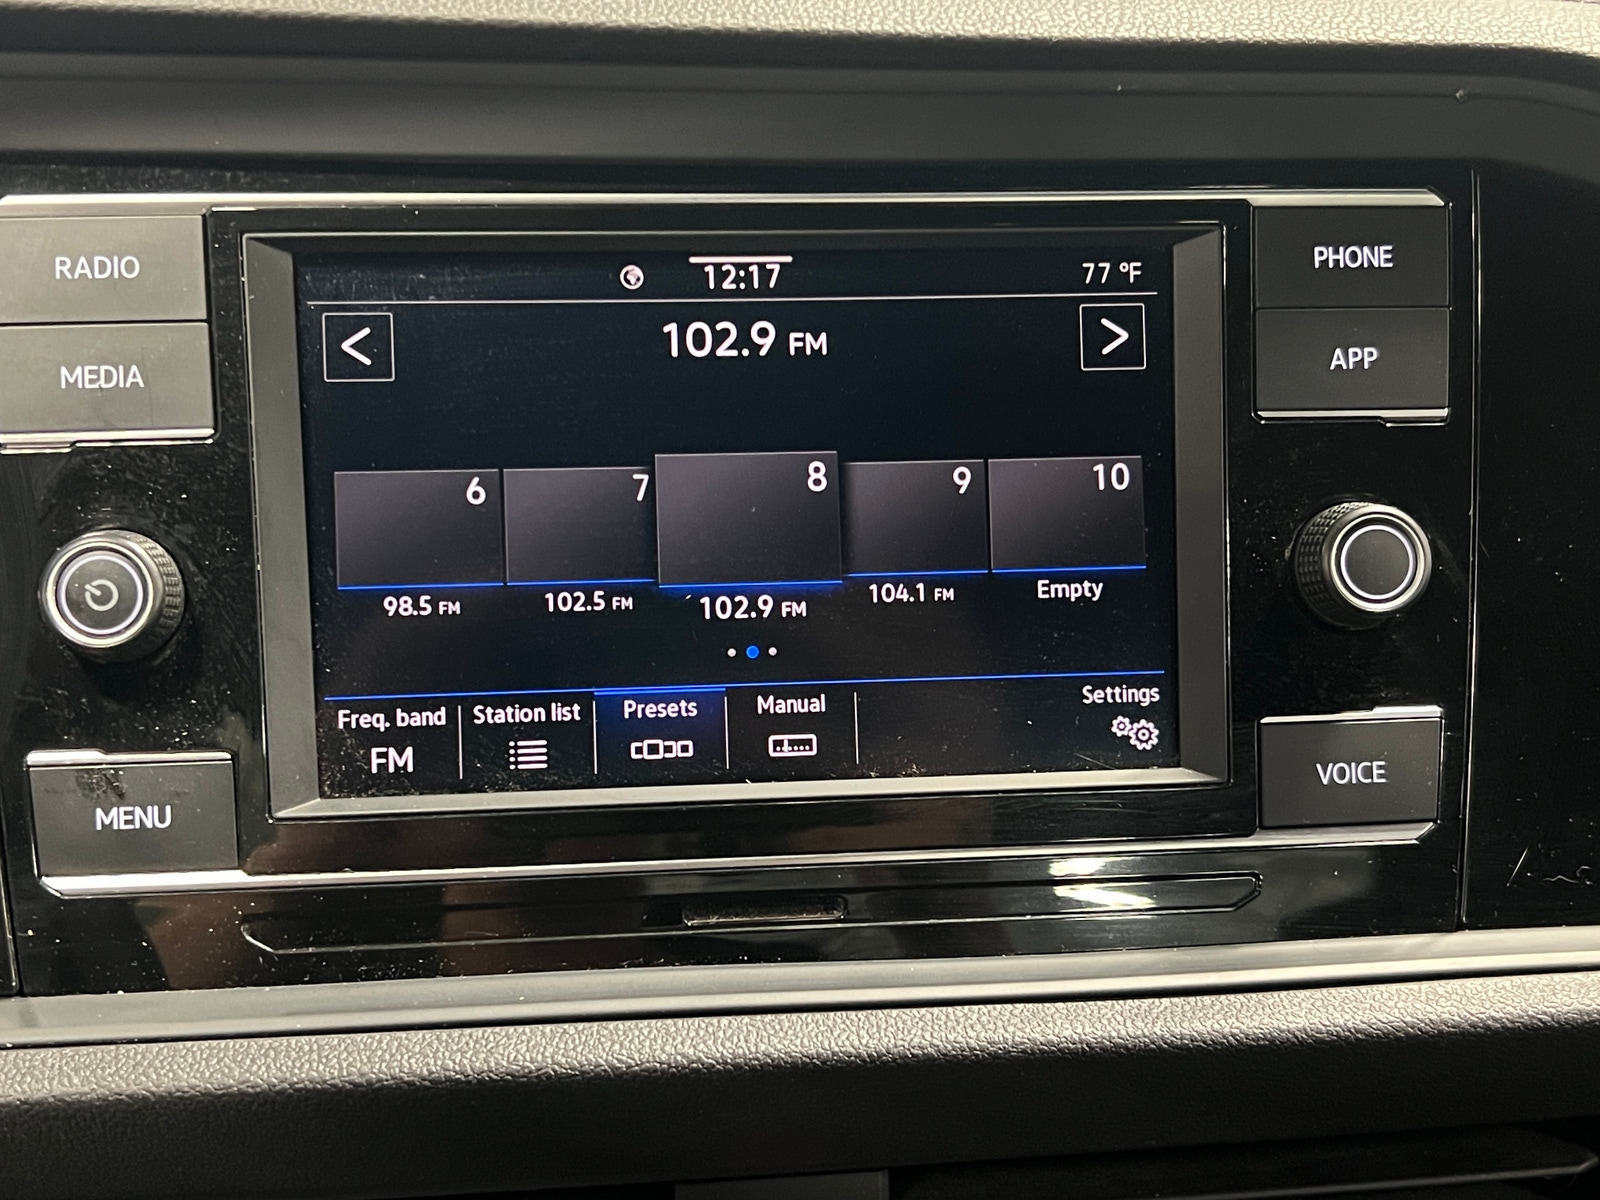 RADIO
MEDIA
MENU
PHONE
APP
VOICE
12:17
77 °F
<
102.9 FM
>
6
7
8
9
10
98.5 FM
102.5 FM
102.9 FM
104.1 FM
Empty
Freq. band
FM
Station list
Presets
Manual
Settings